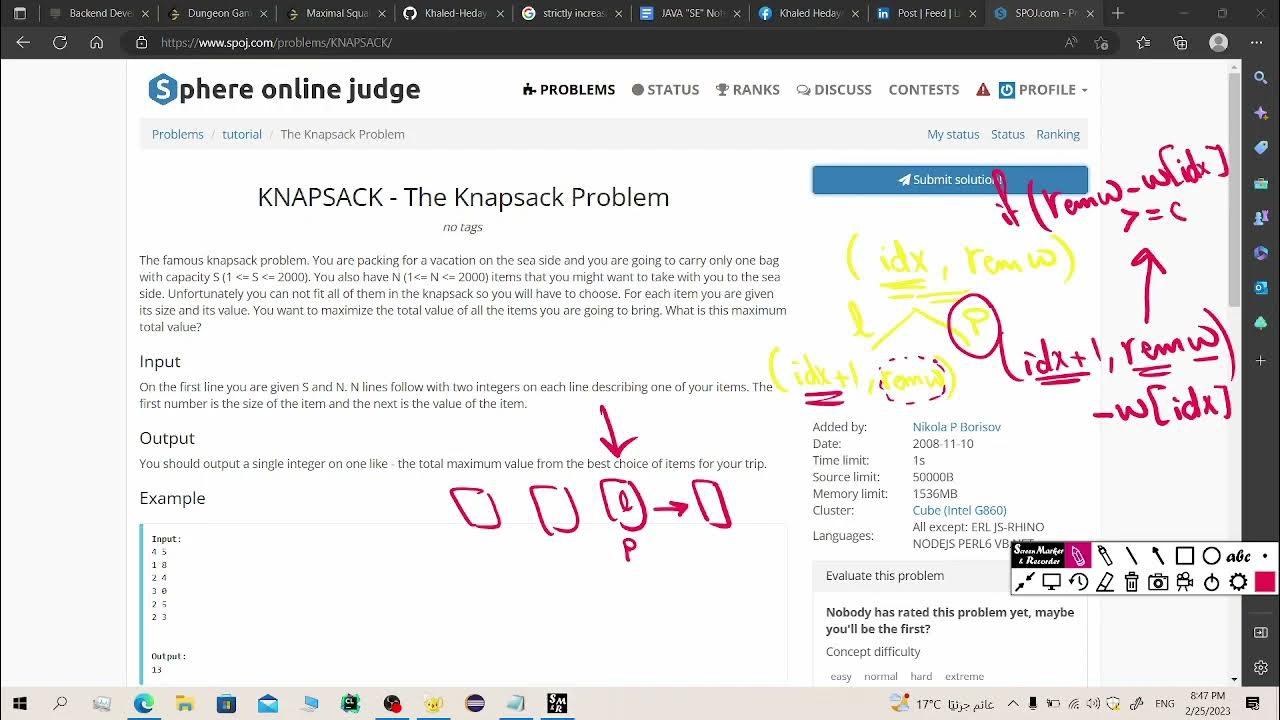 Backend Deve
Dungeon Gan
Maximal Squa
Khaled-Heday
strictly increas
JAVA "SE" Not
Khaled Heday
Post | Feed | L
SPOJ.com - Pr
https://www.spoj.com/problems/KNAPSACK/
Sphere online judge
PROBLEMS
STATUS
RANKS
DISCUSS
CONTESTS
PROFILE
Problems / tutorial / The Knapsack Problem
My status Status Ranking
KNAPSACK - The Knapsack Problem
no tags
The famous knapsack problem. You are packing for a vacation on the sea side and you are going to carry only one bag
with capacity S (1 <= S <= 2000). You also have N (1<= N <= 2000) items that you might want to take with you to the sea
side. Unfortunately you can not fit all of them in the knapsack so you will have to choose. For each item you are given
its size and its value. You want to maximize the total value of all the items you are going to bring. What is this maximum
total value?
Input
On the first line you are given S and N. N lines follow with two integers on each line describing one of your items. The
first number is the size of the item and the next is the value of the item.
Output
You should output a single integer on one like - the total maximum value from the best choice of items for your trip.
Example
Input:
4 5
1 8
2 4
3 0
2 5
2 3
Output:
13
l
P
Submit solution!
if (remw-w[idx]
>= c
(idx, remw)
l
P
(idx+1, remw)
(idx+1, remw)
-w[idx]
Added by: Nikola P Borisov
Date: 2008-11-10
Time limit: 1s
Source limit: 50000B
Memory limit: 1536MB
Cluster: Cube (Intel G860)
Languages: All except: ERL JS-RHINO
NODEJS PERL6 VB.NET
Screen Marker
& Recorder
abc
Evaluate this problem
Nobody has rated this problem yet, maybe
you'll be the first?
Concept difficulty
easy normal hard extreme
17°C غائم جزئيًا
ENG
8:47 PM
2/25/2023